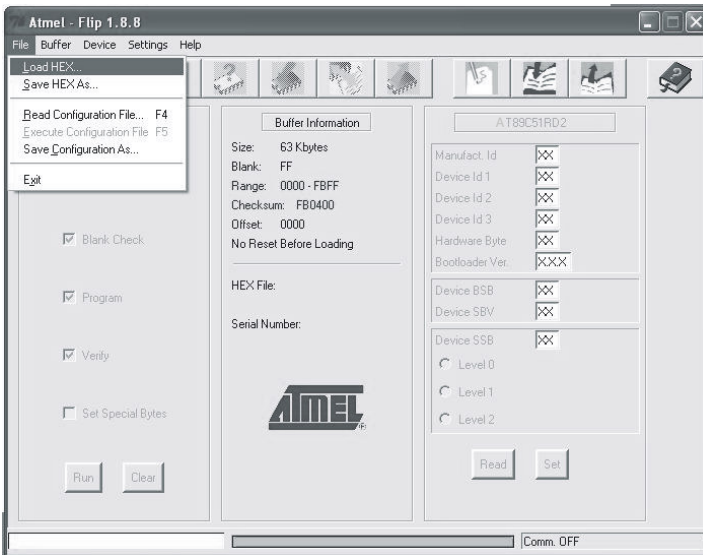 Atmel - Flip 1.8.8
File Buffer Device Settings Help
Load HEX...
Save HEX As...
Read Configuration File... F4
Execute Configuration File F5
Save Configuration As...
Exit
Blank Check
Program
Verify
Set Special Bytes
Run Clear
Buffer Information
Size: 63 Kbytes
Blank: FF
Range: 0000 - FBFF
Checksum: FB0400
Offset: 0000
No Reset Before Loading
HEX File:
Serial Number:
ATMEL
AT89C51RD2
Manufact. Id XX
Device Id 1 XX
Device Id 2 XX
Device Id 3 XX
Hardware Byte XX
Bootloader Ver. XXX
Device BSB XX
Device SBV XX
Device SSB XX
Level 0
Level 1
Level 2
Read Set
Comm. OFF